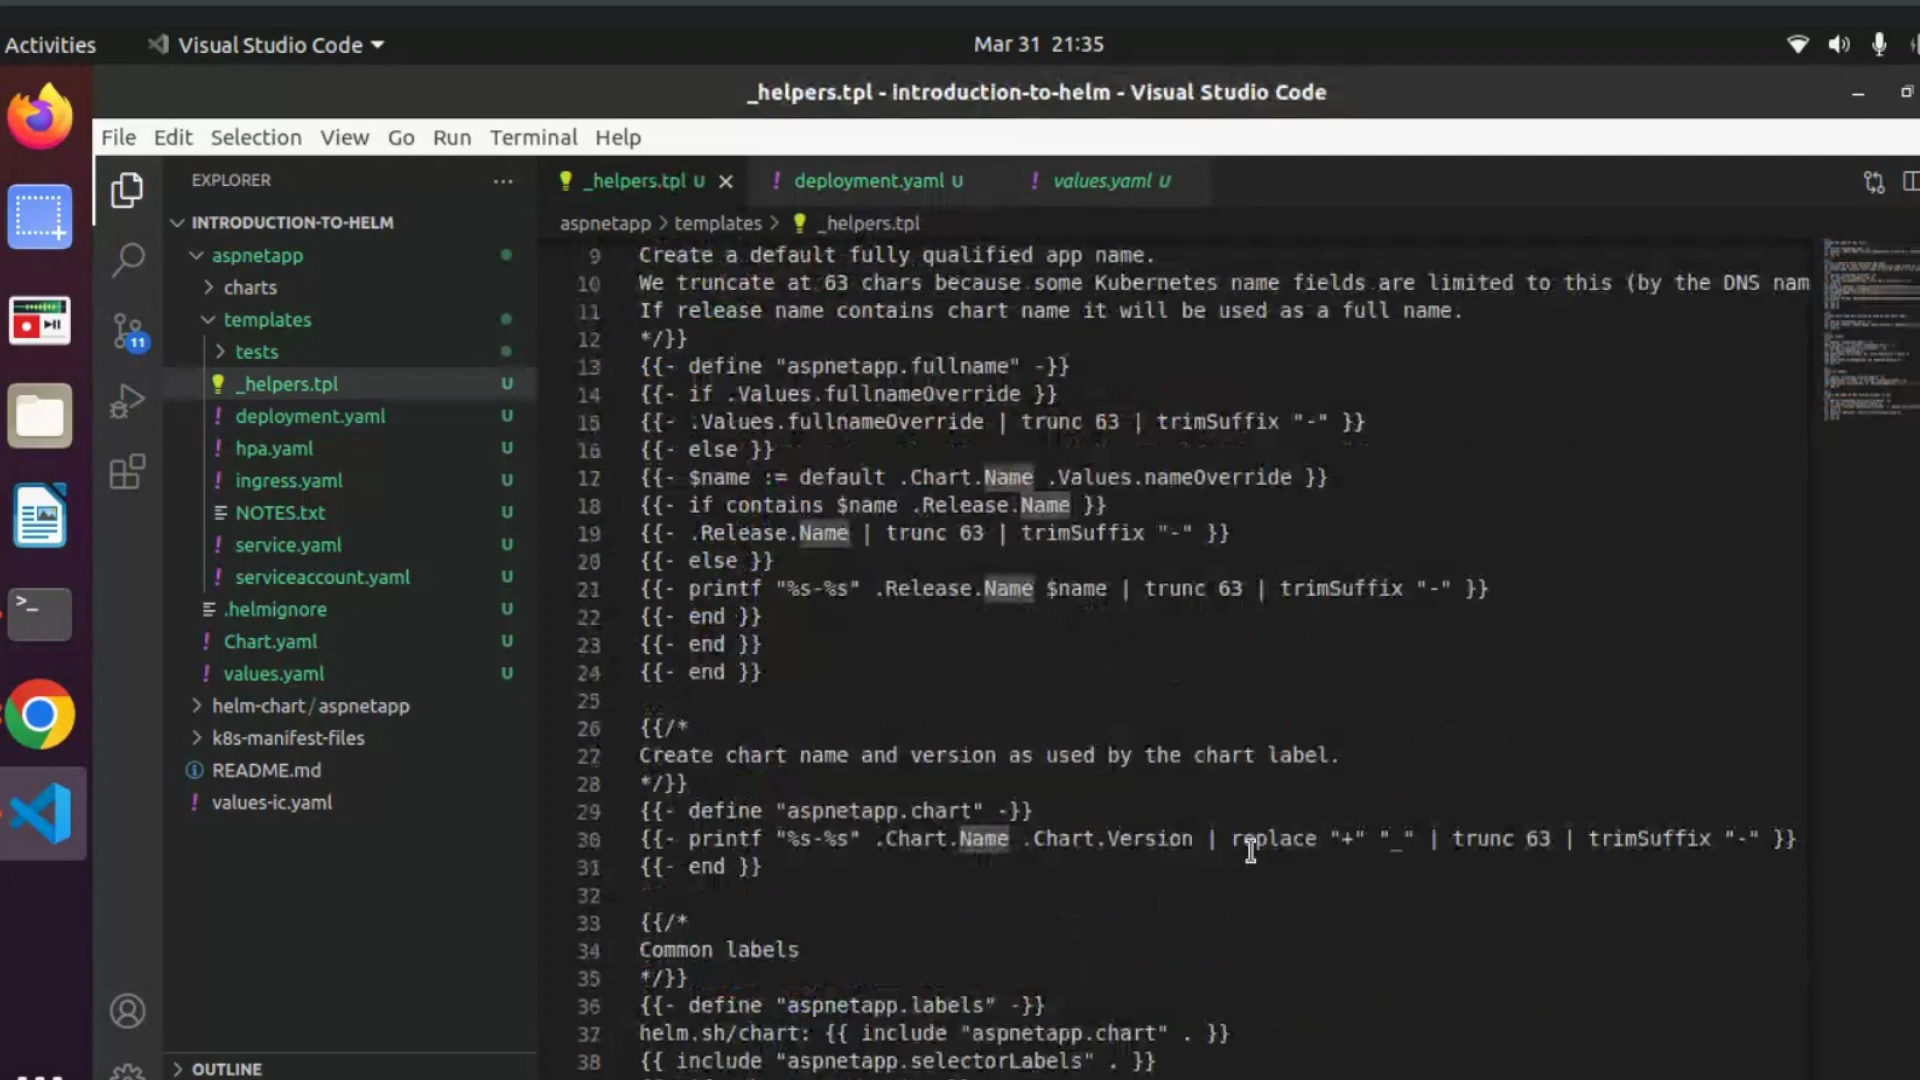 Activities
Visual Studio Code
Mar 31 21:35
_helpers.tpl - introduction-to-helm - Visual Studio Code
File Edit Selection View Go Run Terminal Help
EXPLORER
INTRODUCTION-TO-HELM
aspnetapp
charts
templates
tests
_helpers.tpl U
deployment.yaml U
hpa.yaml U
ingress.yaml U
NOTES.txt U
service.yaml U
serviceaccount.yaml U
.helmignore U
Chart.yaml U
values.yaml U
helm-chart / aspnetapp
k8s-manifest-files
README.md
values-ic.yaml
OUTLINE
11
_helpers.tpl U
deployment.yaml U
values.yaml U
aspnetapp > templates > _helpers.tpl
9 Create a default fully qualified app name.
10 We truncate at 63 chars because some Kubernetes name fields are limited to this (by the DNS nam
11 If release name contains chart name it will be used as a full name.
12 */}}
13 {{- define "aspnetapp.fullname" -}}
14 {{- if .Values.fullnameOverride }}
15 {{- .Values.fullnameOverride | trunc 63 | trimSuffix "-" }}
16 {{- else }}
17 {{- $name := default .Chart.Name .Values.nameOverride }}
18 {{- if contains $name .Release.Name }}
19 {{- .Release.Name | trunc 63 | trimSuffix "-" }}
20 {{- else }}
21 {{- printf "%s-%s" .Release.Name $name | trunc 63 | trimSuffix "-" }}
22 {{- end }}
23 {{- end }}
24 {{- end }}
25
26 {{/*
27 Create chart name and version as used by the chart label.
28 */}}
29 {{- define "aspnetapp.chart" -}}
30 {{- printf "%s-%s" .Chart.Name .Chart.Version | replace "+" "_" | trunc 63 | trimSuffix "-" }}
31 {{- end }}
32
33 {{/*
34 Common labels
35 */}}
36 {{- define "aspnetapp.labels" -}}
37 helm.sh/chart: {{ include "aspnetapp.chart" . }}
38 {{ include "aspnetapp.selectorLabels" . }}